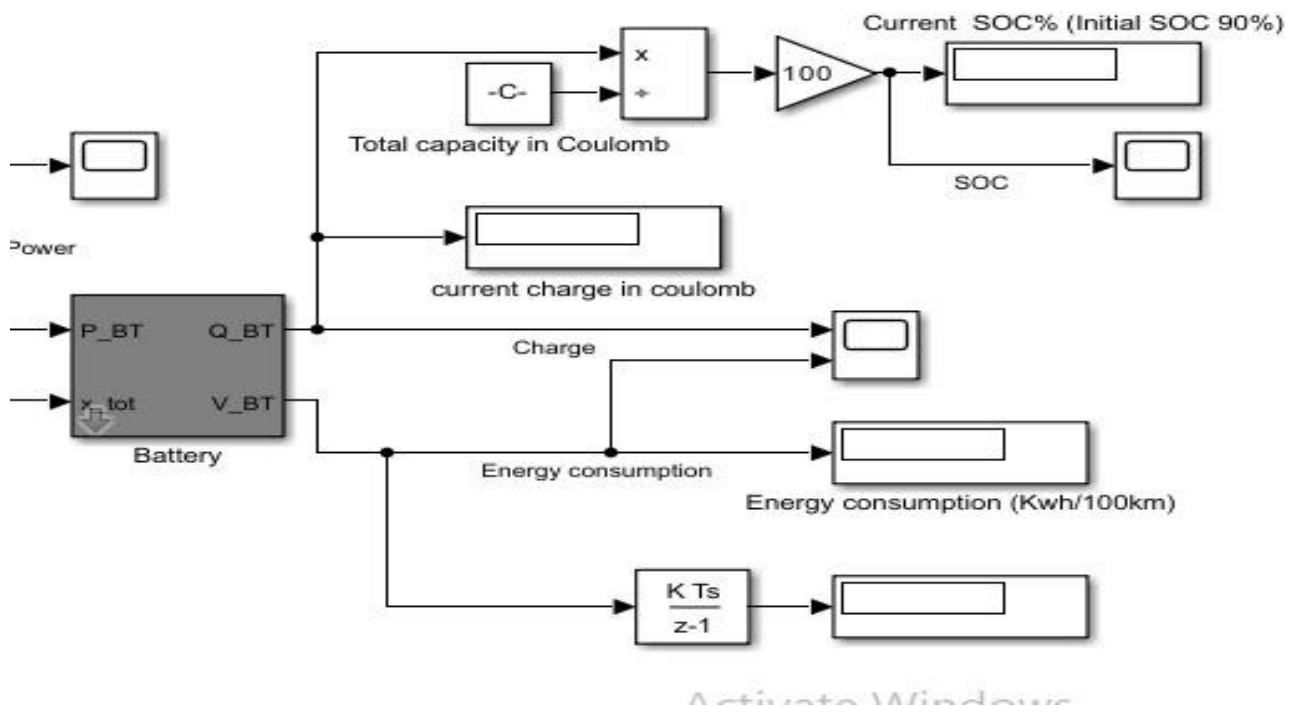 Current SOC% (Initial SOC 90%)
x
÷
100
-C-
Total capacity in Coulomb
SOC
Power
current charge in coulomb
P_BT
Q_BT
Charge
x_tot
V_BT
Battery
Energy consumption
Energy consumption (Kwh/100km)
K Ts
z-1
Activate Windows